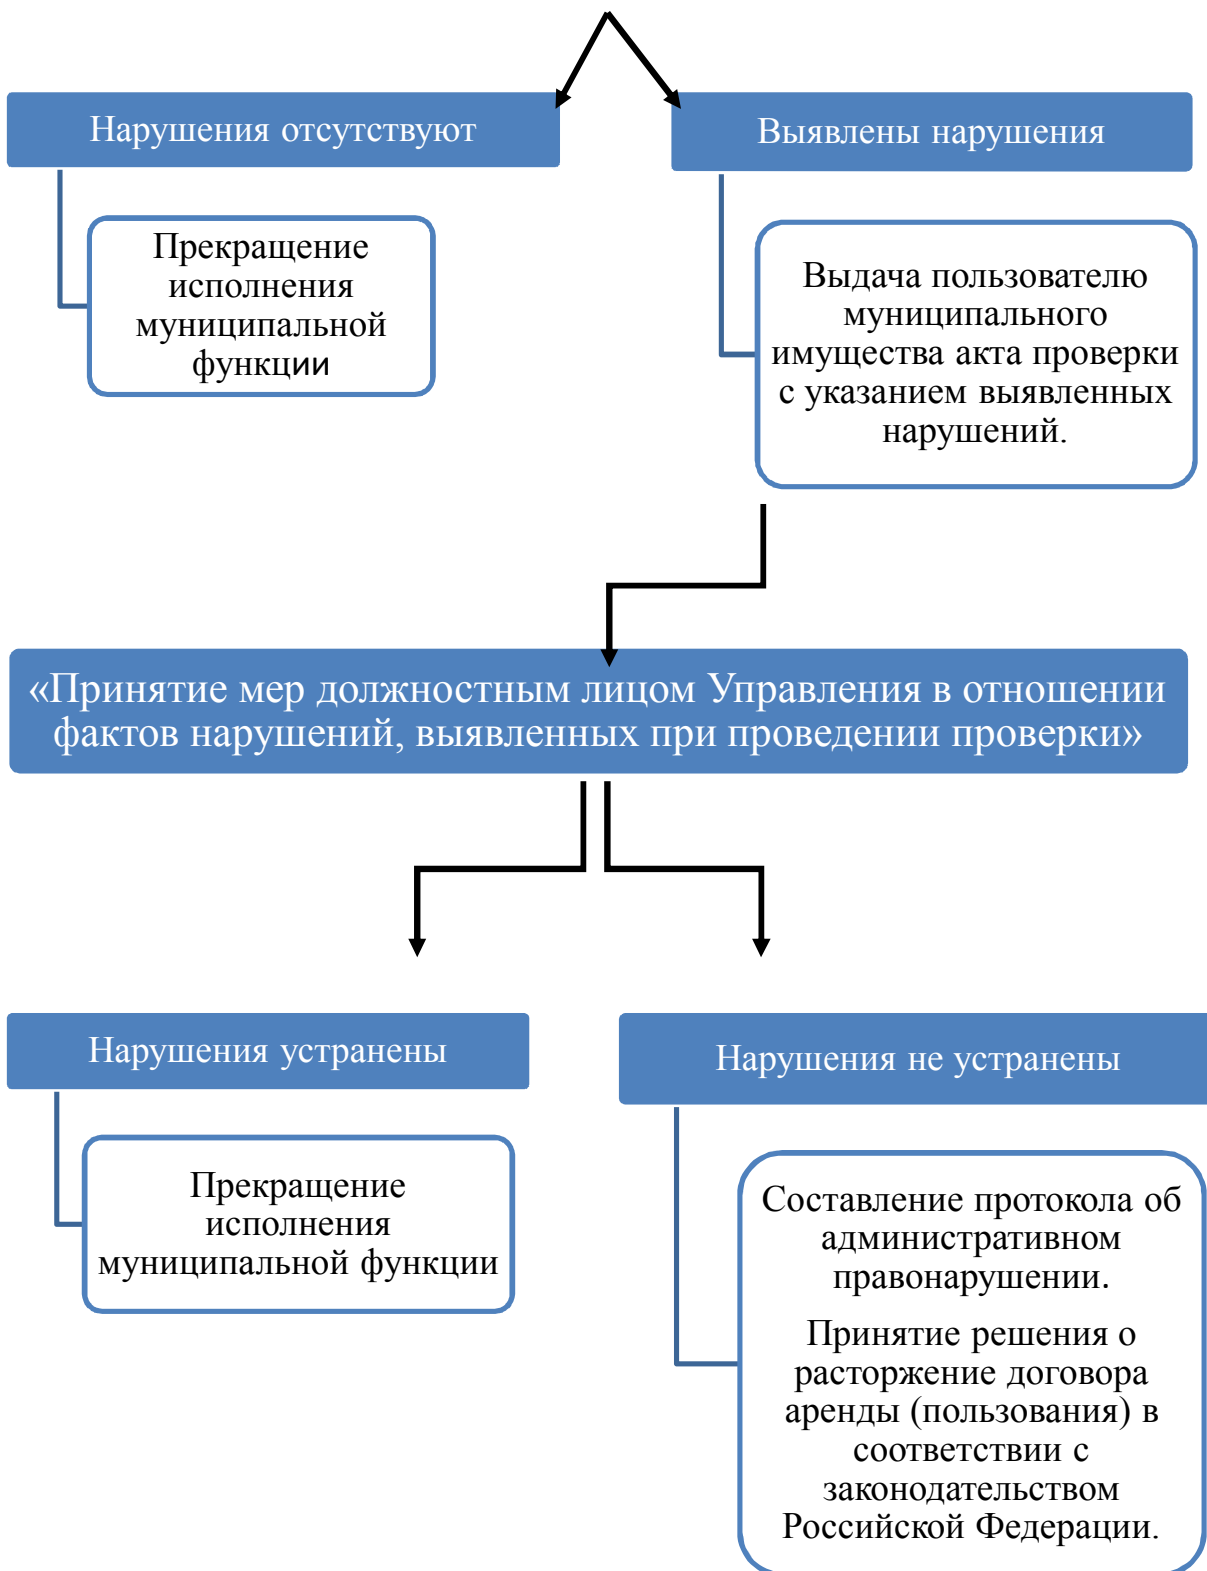 Нарушения отсутствуют
Выявлены нарушения
Прекращение
исполнения
муниципальной
функции
Выдача пользователю
муниципального
имущества акта проверки
с указанием выявленных
нарушений.
«Принятие мер должностным лицом Управления в отношении
фактов нарушений, выявленных при проведении проверки»
Нарушения устранены
Нарушения не устранены
Прекращение
исполнения
муниципальной функции
Составление протокола об
административном
правонарушении.
Принятие решения о
расторжение договора
аренды (пользования) в
соответствии с
законодательством
Российской Федерации.